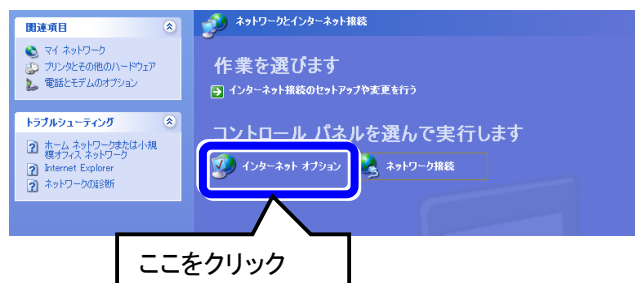 関連項目
マイ ネットワーク
プリンタとその他のハードウェア
電話とモデムのオプション
トラブルシューティング
ホーム ネットワークまたは小規
模オフィス ネットワーク
Internet Explorer
ネットワークの診断
ネットワークとインターネット接続
作業を選びます
インターネット接続のセットアップや変更を行う
コントロール パネルを選んで実行します
インターネット オプション
ネットワーク接続
ここをクリック